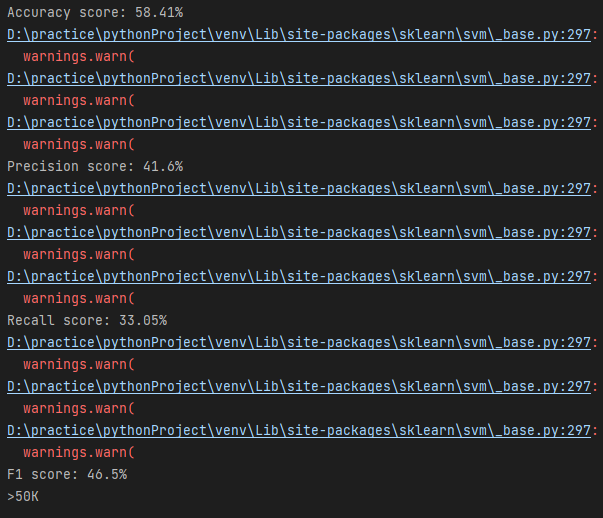 Accuracy score: 58.41%
D:\practice\pythonProject\venv\Lib\site-packages\sklearn\svm\_base.py:297:
warnings.warn(
D:\practice\pythonProject\venv\Lib\site-packages\sklearn\svm\_base.py:297:
warnings.warn(
D:\practice\pythonProject\venv\Lib\site-packages\sklearn\svm\_base.py:297:
warnings.warn(
Precision score: 41.6%
D:\practice\pythonProject\venv\Lib\site-packages\sklearn\svm\_base.py:297:
warnings.warn(
D:\practice\pythonProject\venv\Lib\site-packages\sklearn\svm\_base.py:297:
warnings.warn(
D:\practice\pythonProject\venv\Lib\site-packages\sklearn\svm\_base.py:297:
warnings.warn(
Recall score: 33.05%
D:\practice\pythonProject\venv\Lib\site-packages\sklearn\svm\_base.py:297:
warnings.warn(
D:\practice\pythonProject\venv\Lib\site-packages\sklearn\svm\_base.py:297:
warnings.warn(
D:\practice\pythonProject\venv\Lib\site-packages\sklearn\svm\_base.py:297:
warnings.warn(
F1 score: 46.5%
>50K